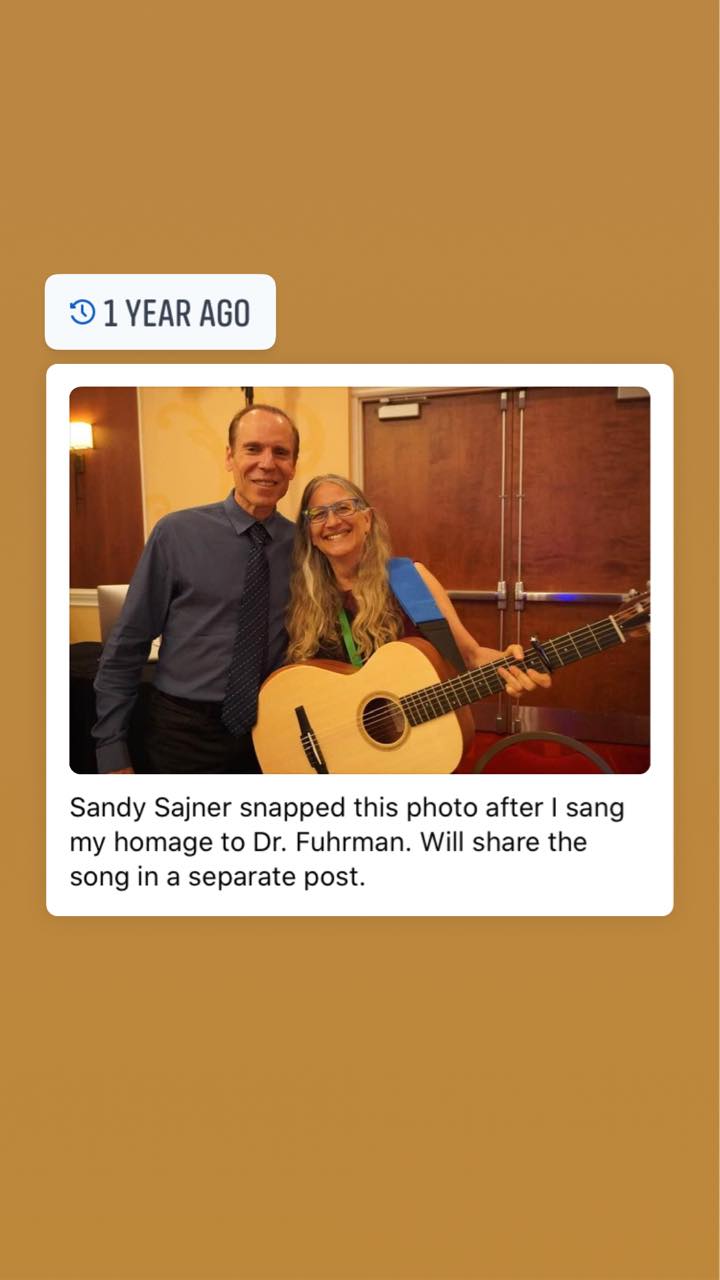 1 YEAR AGO
Sandy Sajner snapped this photo after I sang
my homage to Dr. Fuhrman. Will share the
song in a separate post.